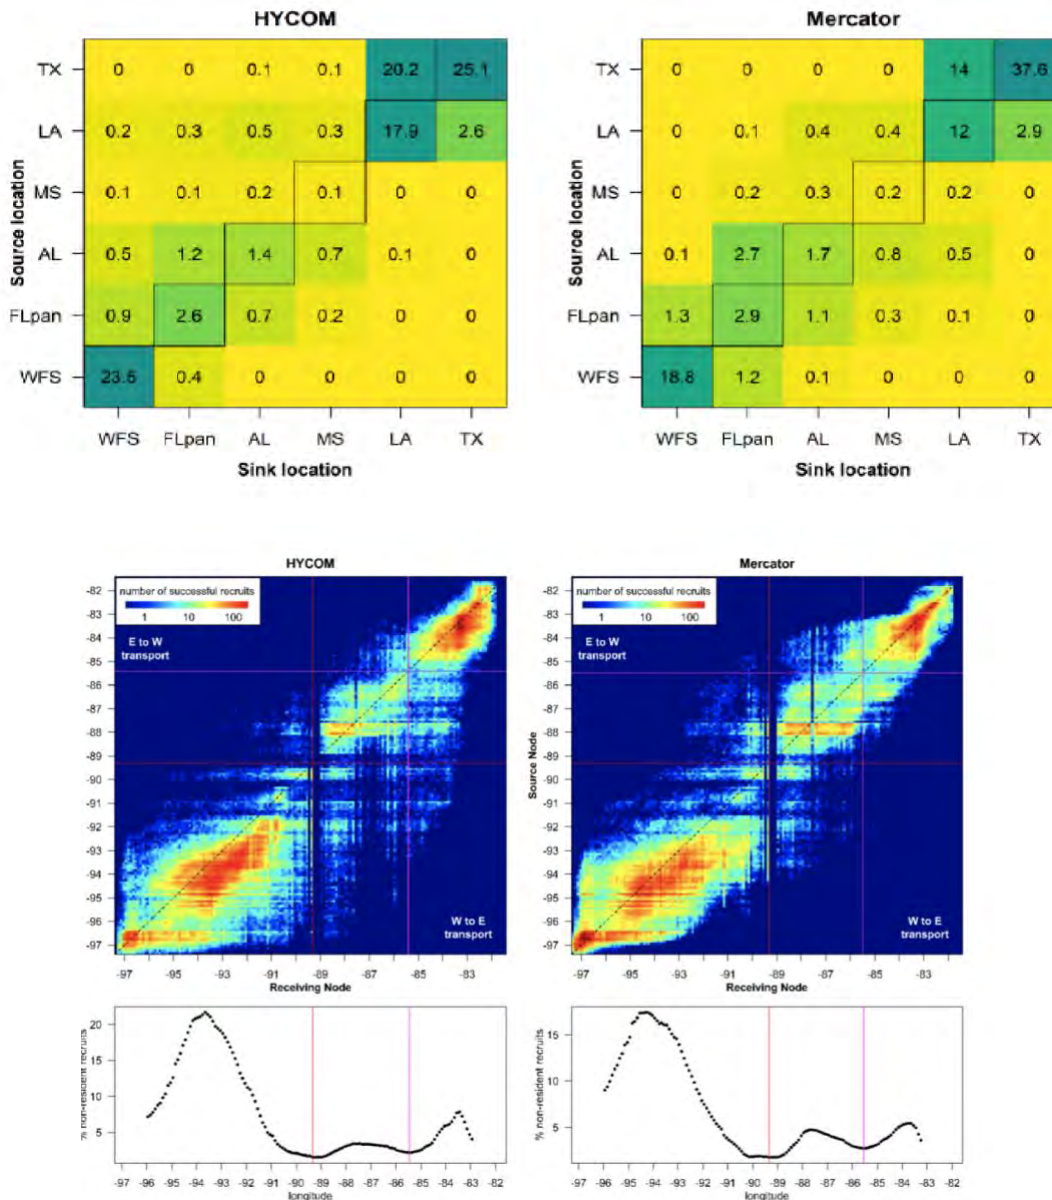 HYCOM
TX 0 0 0.1 0.1 20.2 25.1
LA 0.2 0.3 0.5 0.3 17.9 2.6
MS 0.1 0.1 0.2 0.1 0 0
AL 0.5 1.2 1.4 0.7 0.1 0
FLpan 0.9 2.6 0.7 0.2 0 0
WFS 23.5 0.4 0 0 0 0
WFS FLpan AL MS LA TX
Source location
Sink location
Mercator
TX 0 0 0 0 14 37.6
LA 0 0.1 0.4 0.4 12 2.9
MS 0 0.2 0.3 0.2 0.2 0
AL 0.1 2.7 1.7 0.8 0.5 0
FLpan 1.3 2.9 1.1 0.3 0.1 0
WFS 18.8 1.2 0.1 0 0 0
WFS FLpan AL MS LA TX
Source location
Sink location
HYCOM
number of successful recruits
1 10 100
E to W
transport
W to E
transport
-82
-83
-84
-85
-86
-87
-88
-89
-90
-91
-92
-93
-94
-95
-96
-97
-97 -95 -93 -91 -89 -87 -85 -83
Receiving Node
Mercator
number of successful recruits
1 10 100
E to W
transport
W to E
transport
Source Node
-82
-83
-84
-85
-86
-87
-88
-89
-90
-91
-92
-93
-94
-95
-96
-97
-97 -95 -93 -91 -89 -87 -85 -83
Receiving Node
% non-resident recruits
20
15
10
5
-97 -96 -95 -94 -93 -92 -91 -90 -89 -88 -87 -86 -85 -84 -83 -82
longitude
% non-resident recruits
15
10
5
-97 -96 -95 -94 -93 -92 -91 -90 -89 -88 -87 -86 -85 -84 -83 -82
longitude